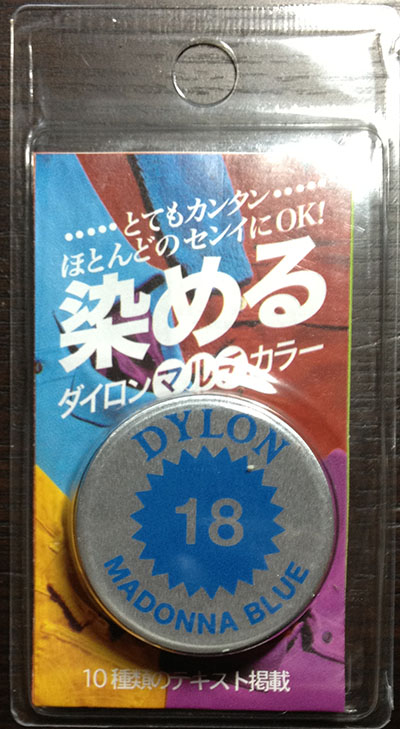 ・・・・・とてもカンタン・・・・・
ほとんどのセンイにOK!
染める
ダイロンマルチカラー
DYLON
18
MADONNA BLUE
10種類のテキスト掲載